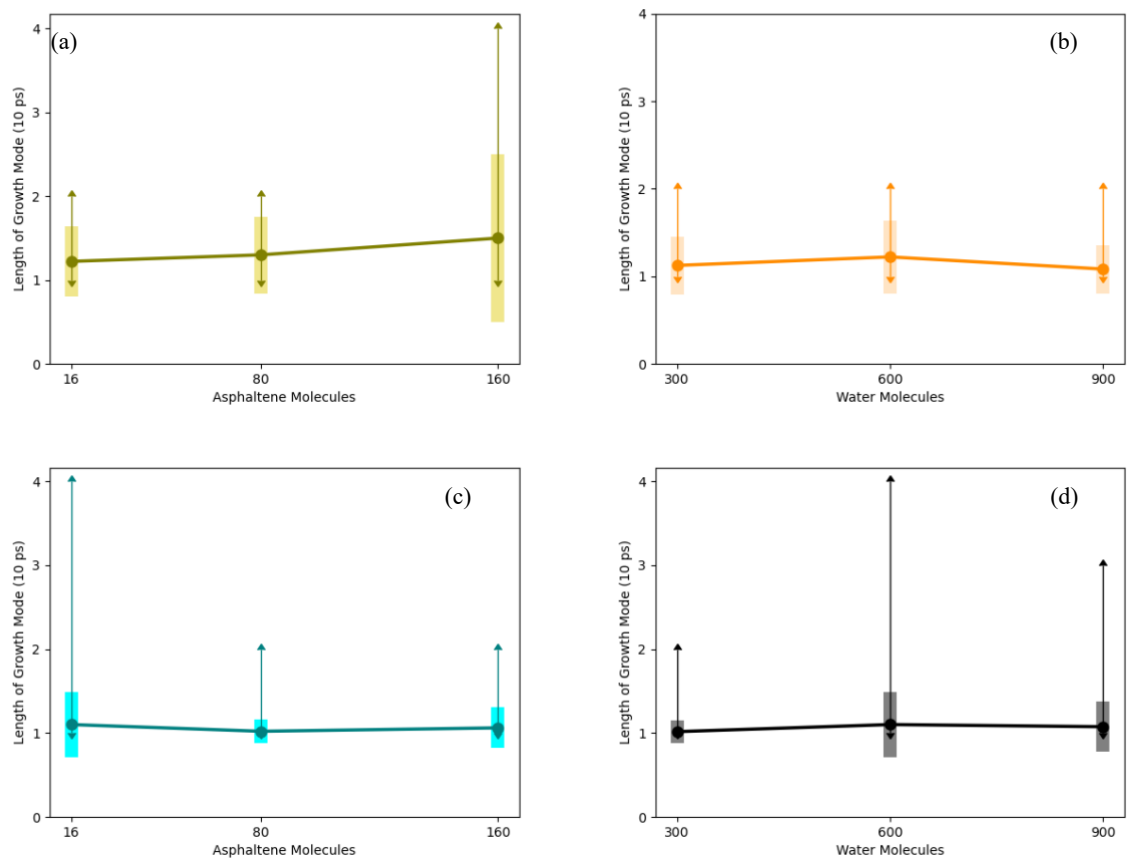 (a)
Length of Growth Mode (10 ps)
4
3
2
1
0
16 80 160
Asphaltene Molecules
(b)
Length of Growth Mode (10 ps)
4
3
2
1
0
300 600 900
Water Molecules
(c)
Length of Growth Mode (10 ps)
4
3
2
1
0
16 80 160
Asphaltene Molecules
(d)
Length of Growth Mode (10 ps)
4
3
2
1
0
300 600 900
Water Molecules